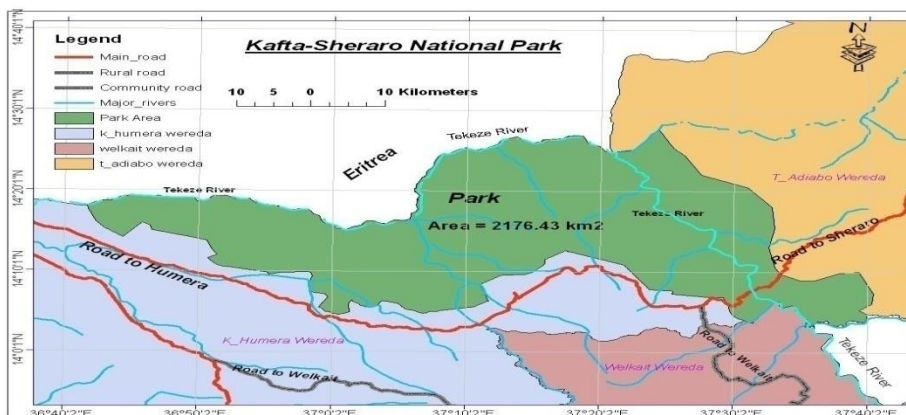 Kafta-Sheraro National Park
Legend
Main_road
Rural road
Community road
Major_rivers
Park Area
k_humera wereda
welkait wereda
t_adiabo wereda
10 5 0 10 Kilometers
N
Tekeze River
Eritrea
Tekeze River
Park
Area = 2176.43 km2
Tekeze River
T_Adiabo Wereda
Road to Sheraro
Road to Humera
K_Humera Wereda
Road to Welkait
Welkait Wereda
Road to Welkait
Tekeze River
14°40'1"N
14°30'1"N
14°20'1"N
14°10'1"N
14°0'1"N
36°40'2"E
36°50'2"E
37°0'2"E
37°10'2"E
37°20'2"E
37°30'2"E
37°40'2"E